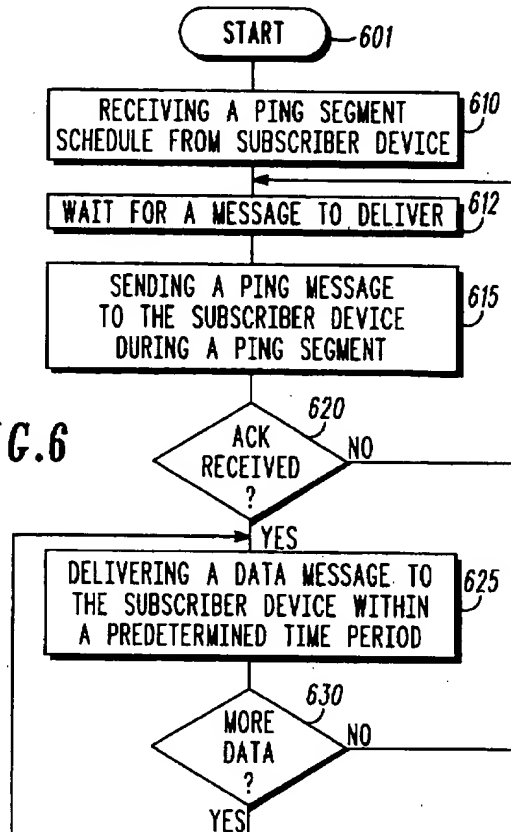 START
601
RECEIVING A PING SEGMENT
SCHEDULE FROM SUBSCRIBER DEVICE
610
WAIT FOR A MESSAGE TO DELIVER
612
SENDING A PING MESSAGE
TO THE SUBSCRIBER DEVICE
DURING A PING SEGMENT
615
G.6
620
ACK
RECEIVED
?
NO
YES
DELIVERING A DATA MESSAGE TO
THE SUBSCRIBER DEVICE WITHIN
A PREDETERMINED TIME PERIOD
625
630
MORE
DATA
?
NO
YES